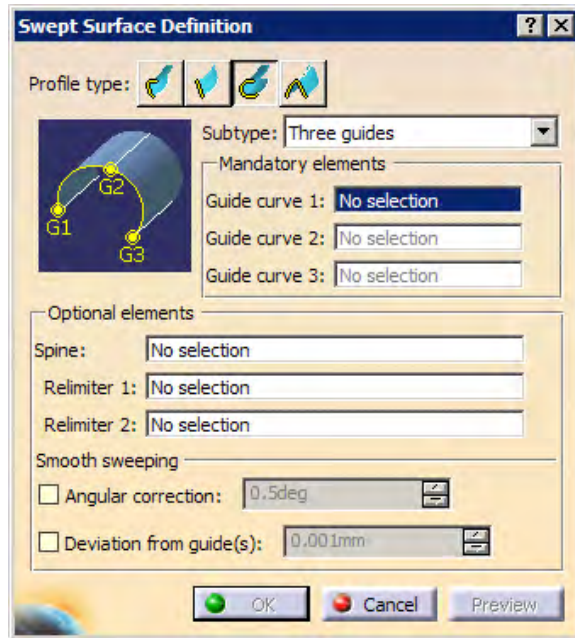 Swept Surface Definition
Profile type:
Subtype: Three guides
Mandatory elements
Guide curve 1: No selection
Guide curve 2: No selection
Guide curve 3: No selection
G1
G2
G3
Optional elements
Spine: No selection
Relimiter 1: No selection
Relimiter 2: No selection
Smooth sweeping
Angular correction: 0.5deg
Deviation from guide(s): 0.001mm
OK Cancel Preview